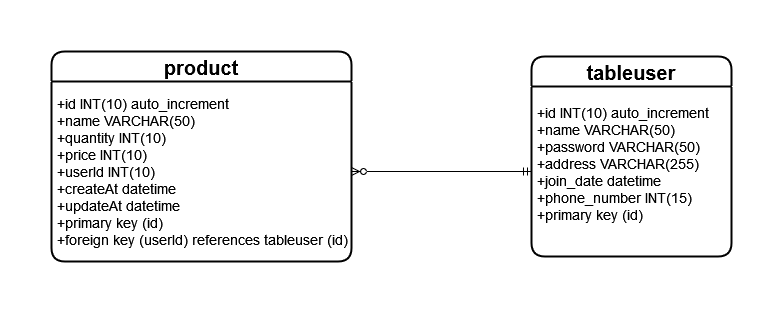 product
+id INT(10) auto_increment
+name VARCHAR(50)
+quantity INT(10)
+price INT(10)
+userId INT(10)
+createAt datetime
+updateAt datetime
+primary key (id)
+foreign key (userId) references tableuser (id)
tableuser
+id INT(10) auto_increment
+name VARCHAR(50)
+password VARCHAR(50)
+address VARCHAR(255)
+join_date datetime
+phone_number INT(15)
+primary key (id)